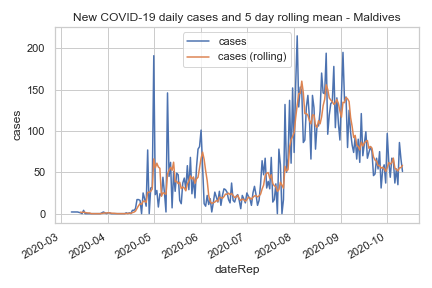 New COVID-19 daily cases and 5 day rolling mean - Maldives
cases
cases (rolling)
200
150
100
50
0
cases
2020-03
2020-04
2020-05
2020-06
2020-07
2020-08
2020-09
2020-10
dateRep